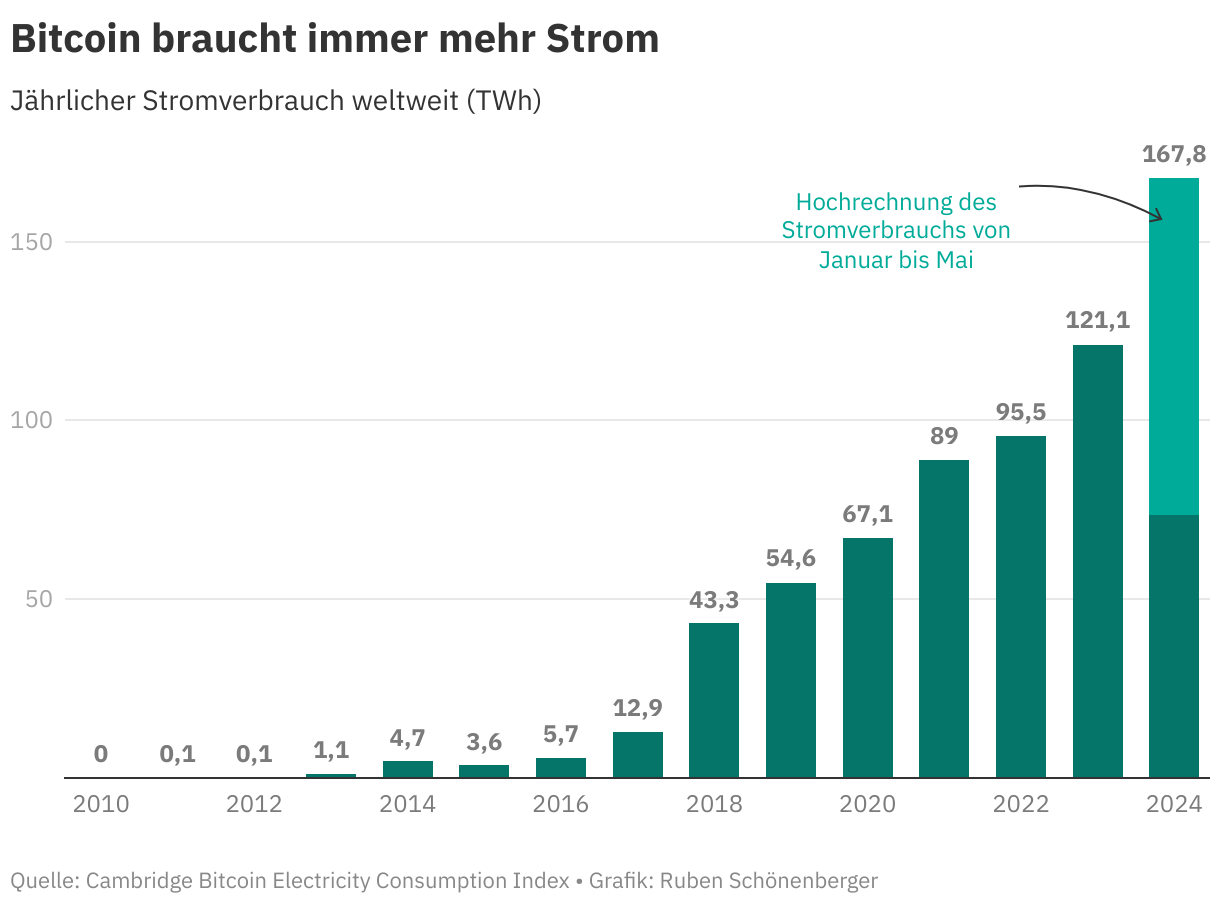 Bitcoin braucht immer mehr Strom
Jährlicher Stromverbrauch weltweit (TWh)
167,8
Hochrechnung des
Stromverbrauchs von
Januar bis Mai
150
121,1
100
95,5
89
67,1
54,6
50
43,3
12,9
5,7
3,6
4,7
1,1
0,1
0,1
0
2010 2012 2014 2016 2018 2020 2022 2024
Quelle: Cambridge Bitcoin Electricity Consumption Index • Grafik: Ruben Schönenberger